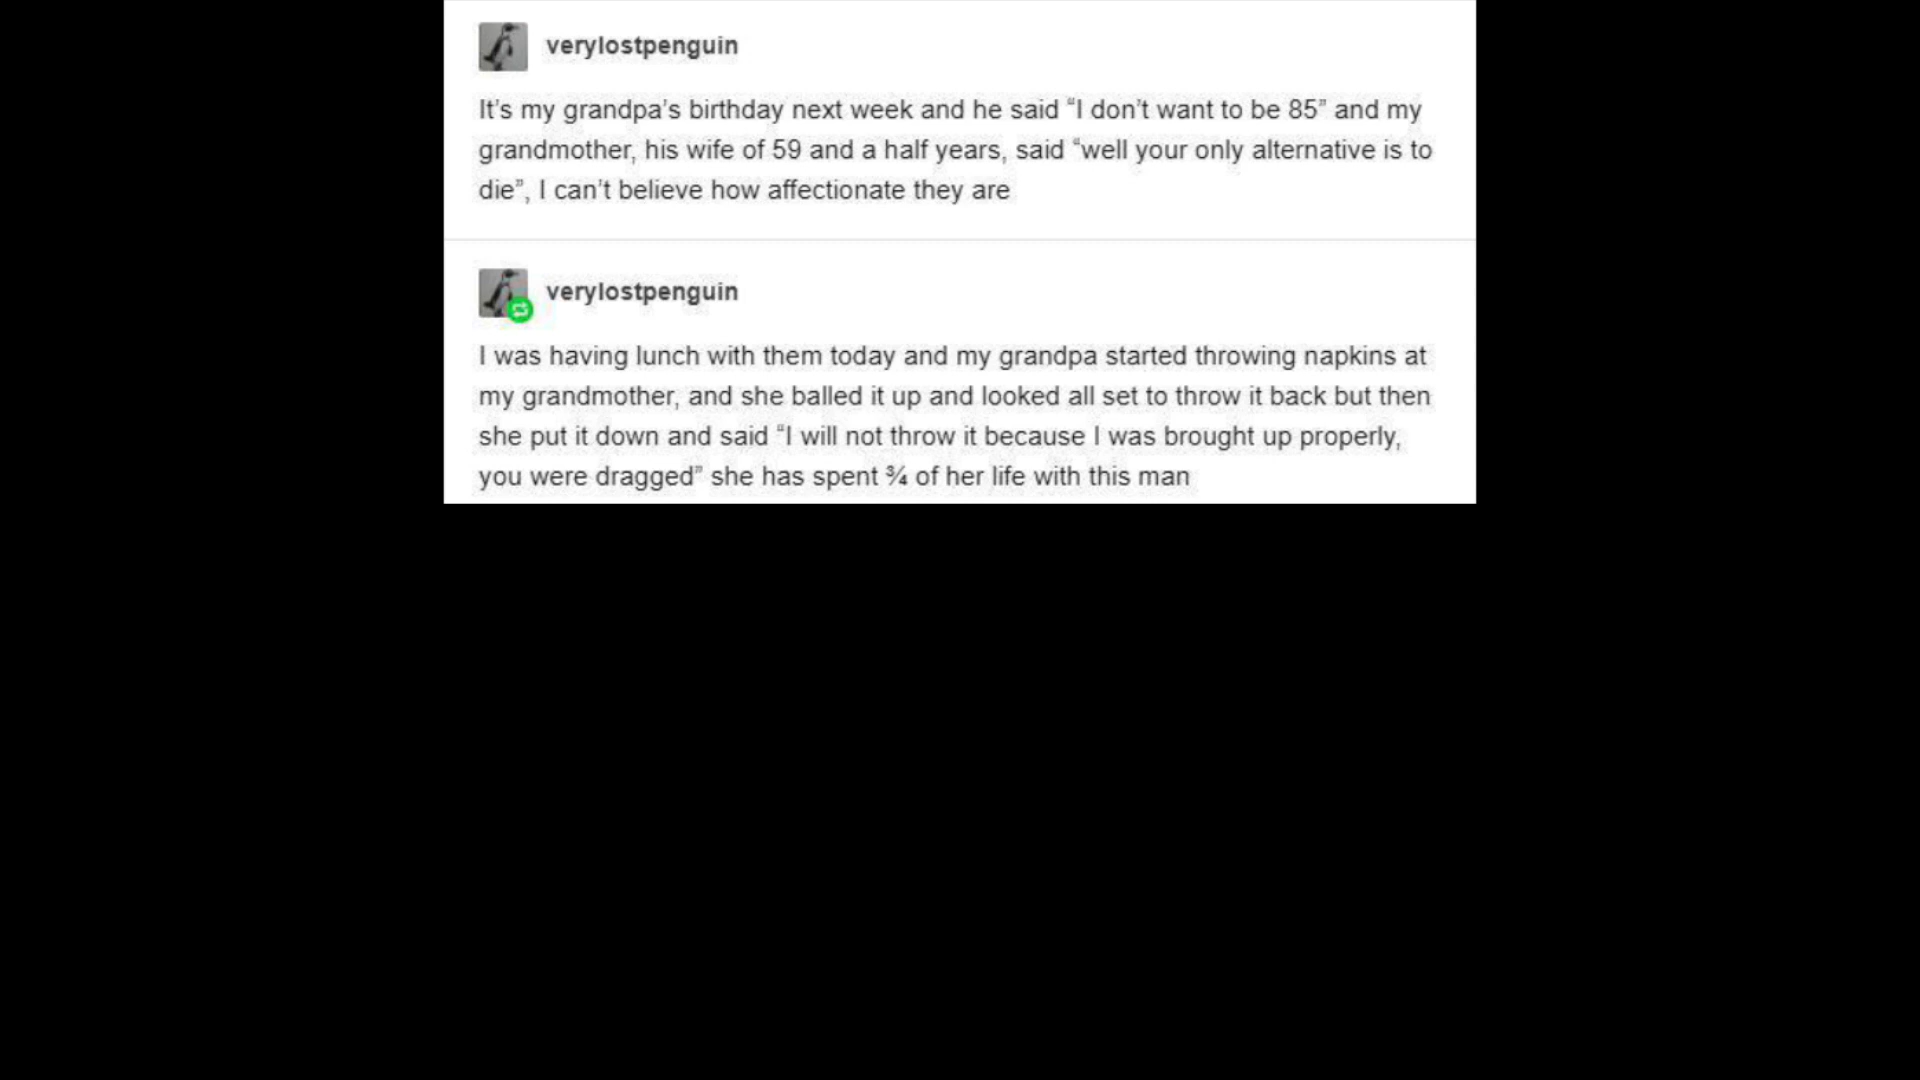 verylostpenguin
It's my grandpa's birthday next week and he said “I don't want to be 85” and my
grandmother, his wife of 59 and a half years, said “well your only alternative is to
die”, I can't believe how affectionate they are
verylostpenguin
I was having lunch with them today and my grandpa started throwing napkins at
my grandmother, and she balled it up and looked all set to throw it back but then
she put it down and said “I will not throw it because I was brought up properly,
you were dragged” she has spent ¾ of her life with this man